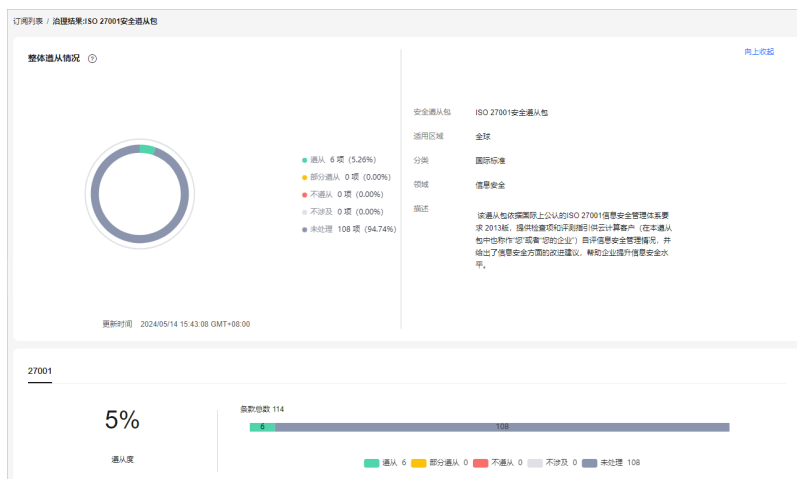 订阅列表 / 治理结果:ISO 27001安全遵从包
整体遵从情况 ?
向上收起
遵从 6 项 (5.26%)
部分遵从 0 项 (0.00%)
不遵从 0 项 (0.00%)
不涉及 0 项 (0.00%)
未处理 108 项 (94.74%)
更新时间 2024/05/14 15:43:08 GMT+08:00
安全遵从包 ISO 27001安全遵从包
适用区域 全球
分类 国际标准
领域 信息安全
描述 该遵从包依据国际上公认的ISO 27001信息安全管理体系要
求 2013版，提供检查项和评测指引供云计算客户（在本遵从
包中也称作“您”或者“您的企业”）自评信息安全管理情况，并
给出了信息安全方面的改进建议，帮助企业提升信息安全水
平。
27001
5%
遵从度
条款总数 114
6 108
遵从 6 部分遵从 0 不遵从 0 不涉及 0 未处理 108